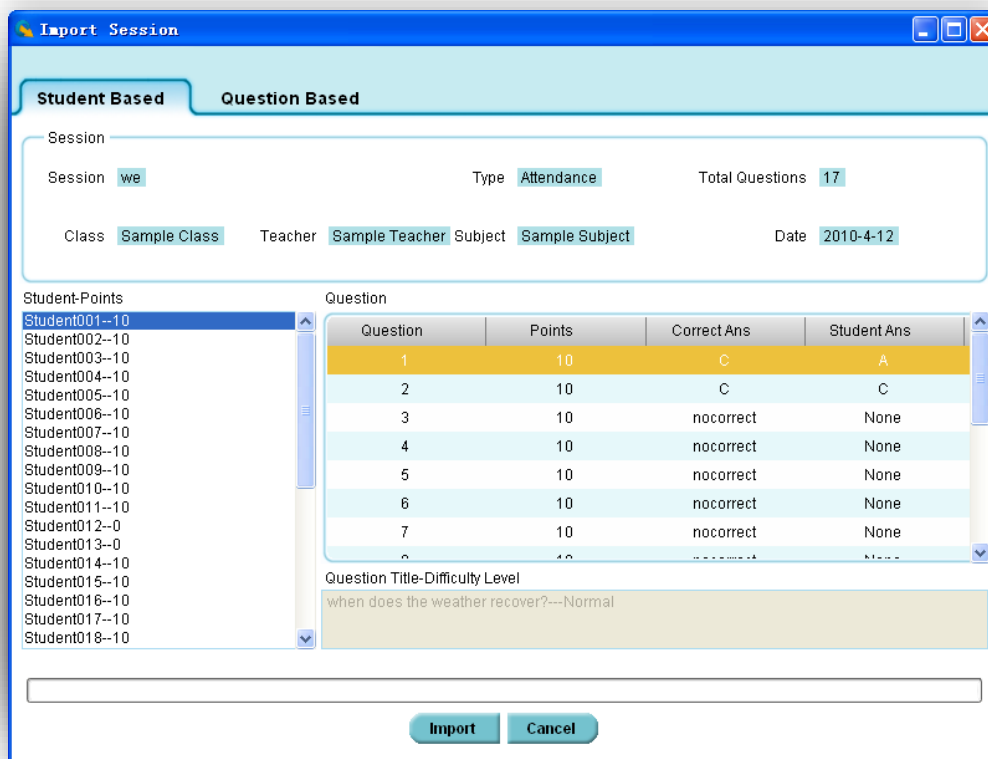 Import Session
Student Based Question Based
Session
Session we Type Attendance Total Questions 17
Class Sample Class Teacher Sample Teacher Subject Sample Subject Date 2010-4-12
Student-Points Question
Student001--10
Student002--10
Student003--10
Student004--10
Student005--10
Student006--10
Student007--10
Student008--10
Student009--10
Student010--10
Student011--10
Student012--0
Student013--0
Student014--10
Student015--10
Student016--10
Student017--10
Student018--10
Question Points Correct Ans Student Ans
1 10 C A
2 10 C C
3 10 nocorrect None
4 10 nocorrect None
5 10 nocorrect None
6 10 nocorrect None
7 10 nocorrect None
Question Title-Difficulty Level
when does the weather recover?---Normal
Import Cancel